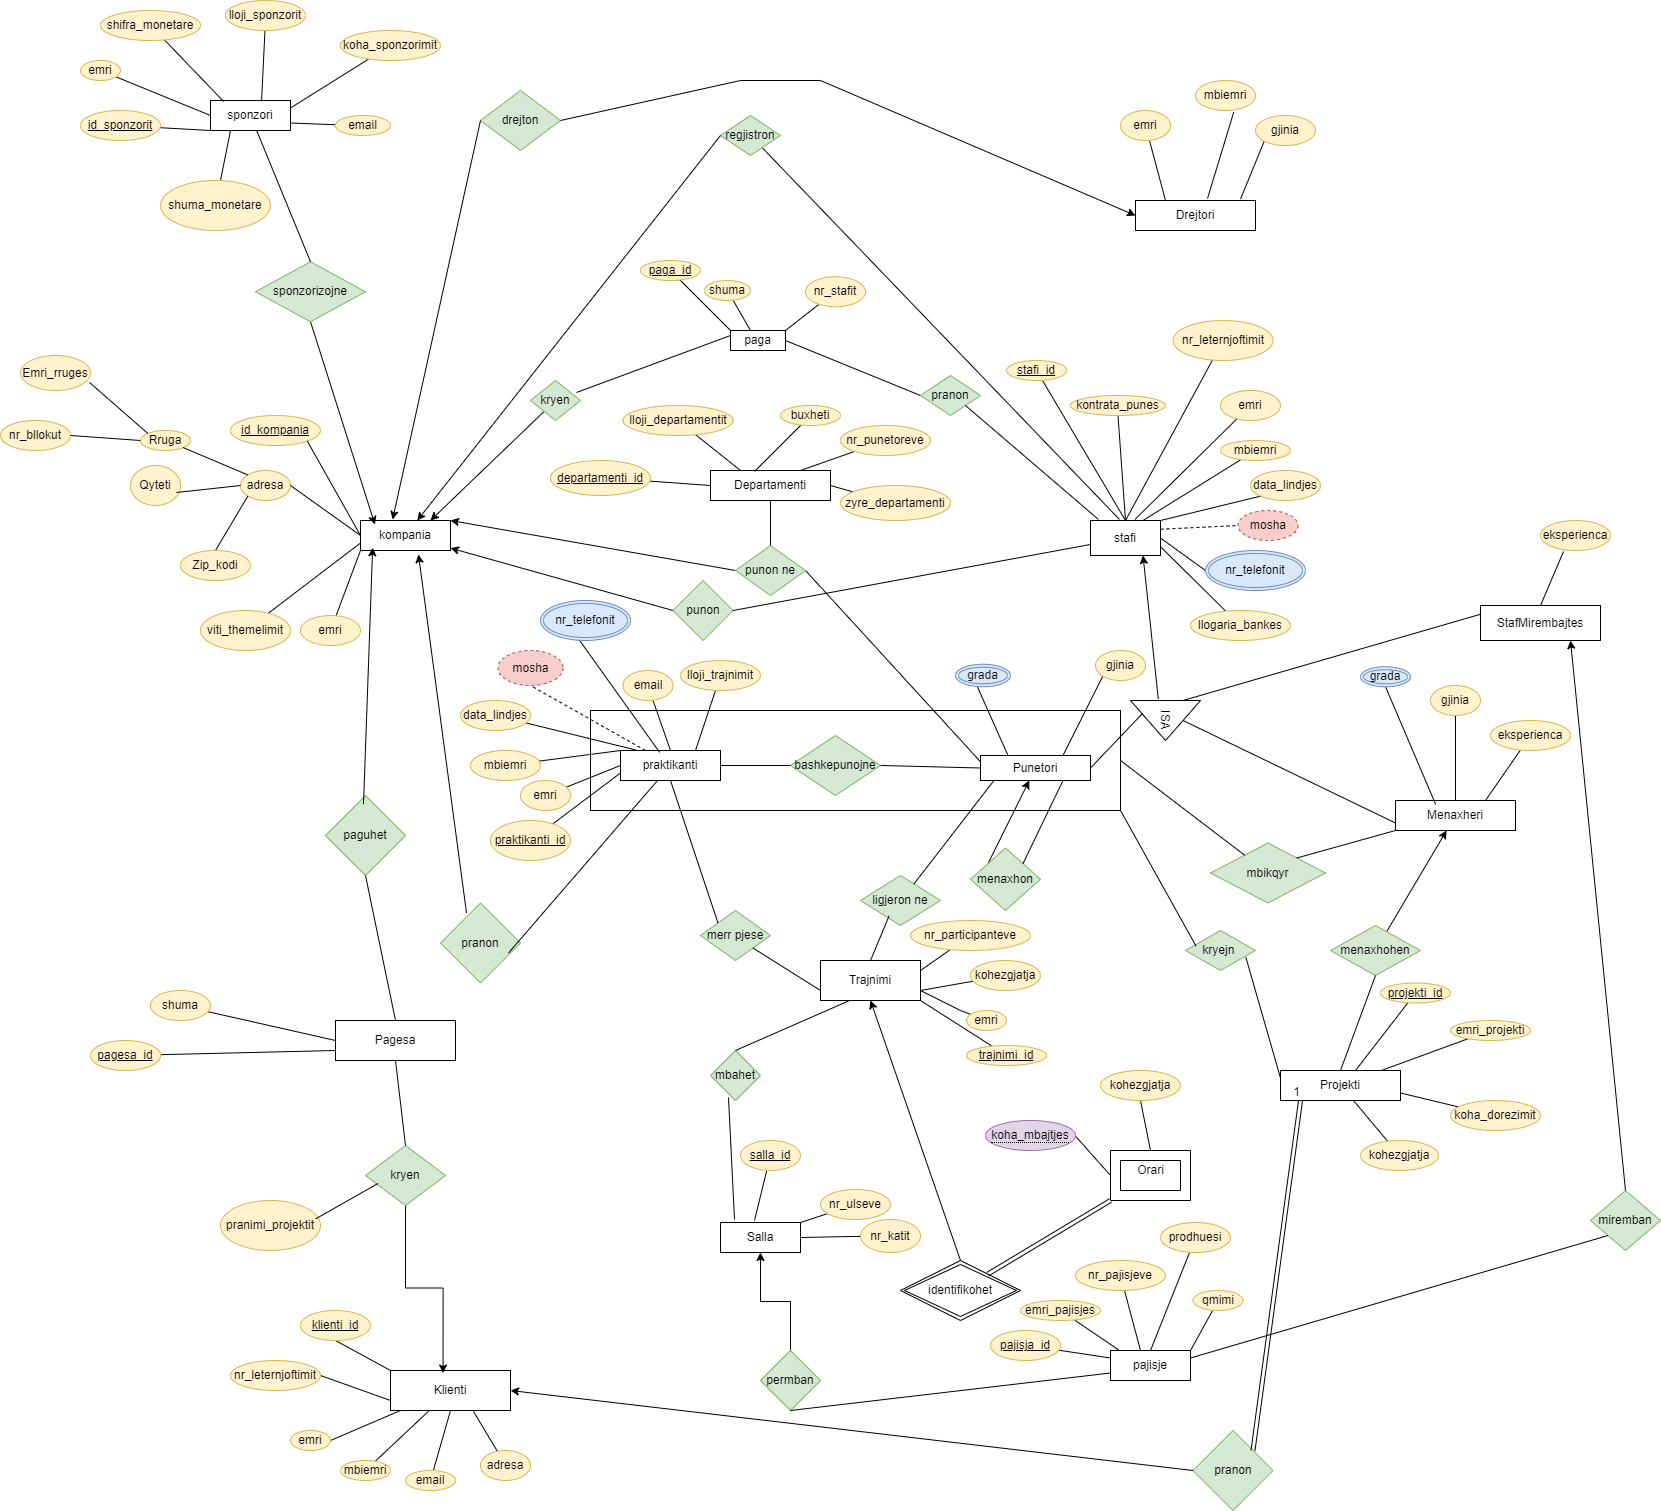 lloji_sponzorit
shifra_monetare
koha_sponzorimit
emri
sponzori
id_sponzorit
email
shuma_monetare
drejton
regjistron
mbiemri
emri
gjinia
Drejtori
sponzorizojne
paga_id
shuma
nr_stafit
paga
kryen
pranon
nr_leternjoftimit
stafi_id
kontrata_punes
emri
mbiemri
data_lindjes
mosha
stafi
nr_telefonit
llogaria_bankes
Emri_rruges
nr_bllokut
Rruga
id_kompania
Qyteti
adresa
Zip_kodi
kompania
viti_themelimit
emri
lloji_departamentit
buxheti
nr_punetoreve
departamenti_id
Departamenti
zyre_departamenti
punon ne
punon
eksperienca
StafMirembajtes
nr_telefonit
mosha
email
lloji_trajnimit
data_lindjes
mbiemri
praktikanti
emri
praktikanti_id
bashkepunojne
grada
gjinia
Punetori
ISA
grada
gjinia
eksperienca
Menaxheri
paguhet
pranon
merr pjese
ligjeron ne
menaxhon
mbikqyr
kryejn
menaxhohen
nr_participanteve
Trajnimi
kohezgjatja
emri
trajnimi_id
projekti_id
emri_projekti
1
Projekti
koha_dorezimit
kohezgjatja
shuma
pagesa_id
Pagesa
mbahet
kohezgjatja
koha_mbajtjes
Orari
kryen
pranimi_projektit
salla_id
nr_ulseve
Salla
nr_katit
identifikohet
miremban
prodhuesi
nr_pajisjeve
emri_pajisjes
qmimi
pajisja_id
pajisje
permban
klienti_id
nr_leternjoftimit
Klienti
emri
mbiemri
email
adresa
pranon